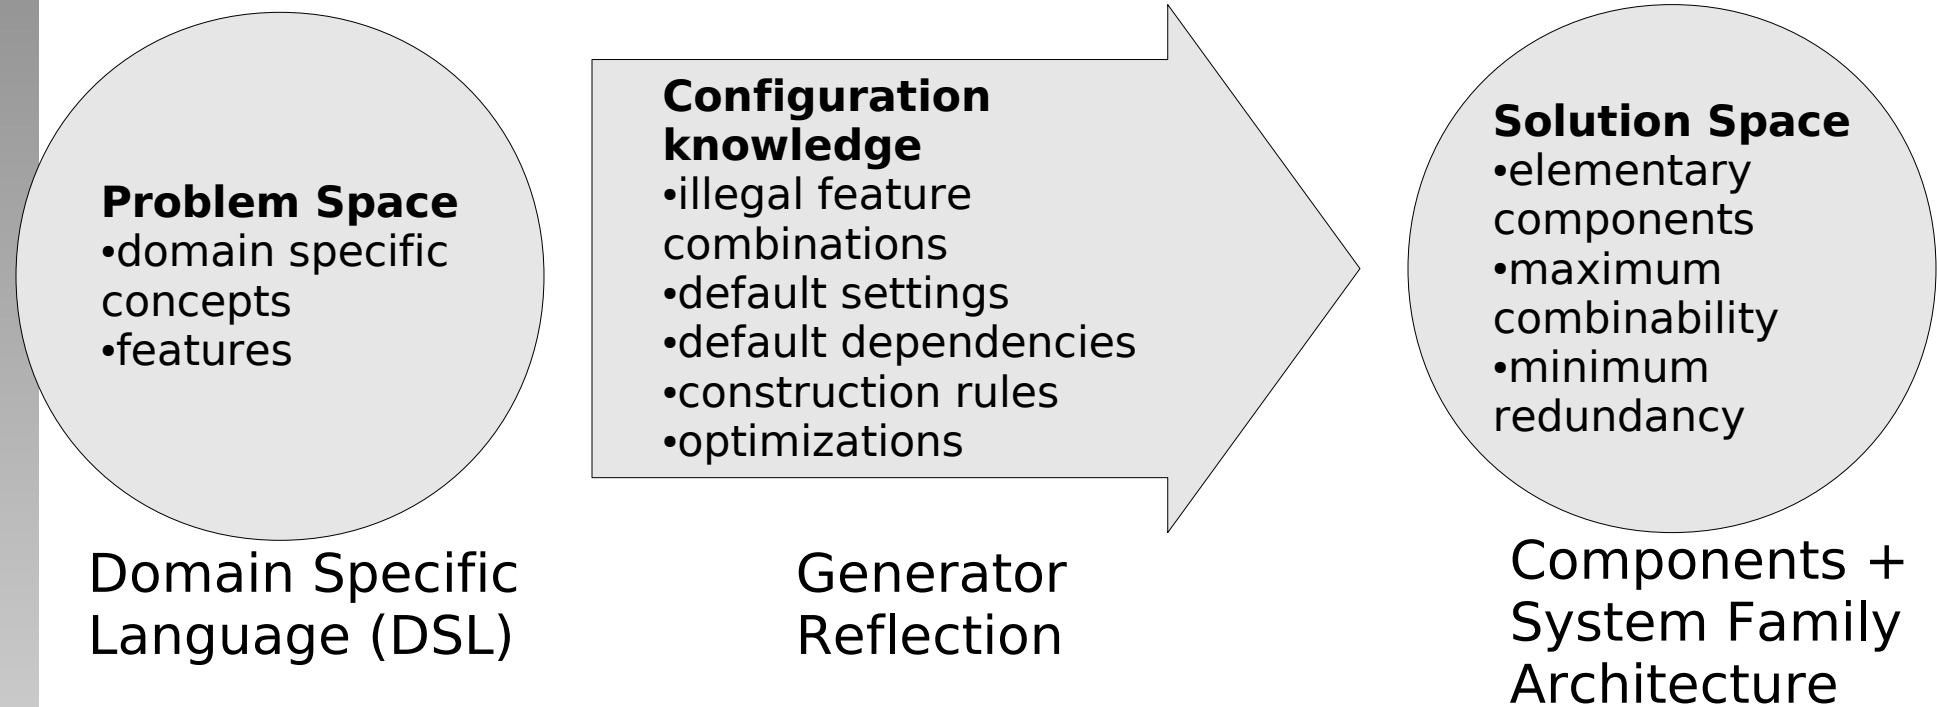 Problem Space
•domain specific
concepts
•features
Configuration
knowledge
•illegal feature
combinations
•default settings
•default dependencies
•construction rules
•optimizations
Solution Space
•elementary
components
•maximum
combinability
•minimum
redundancy
Domain Specific
Language (DSL)
Generator
Reflection
Components +
System Family
Architecture